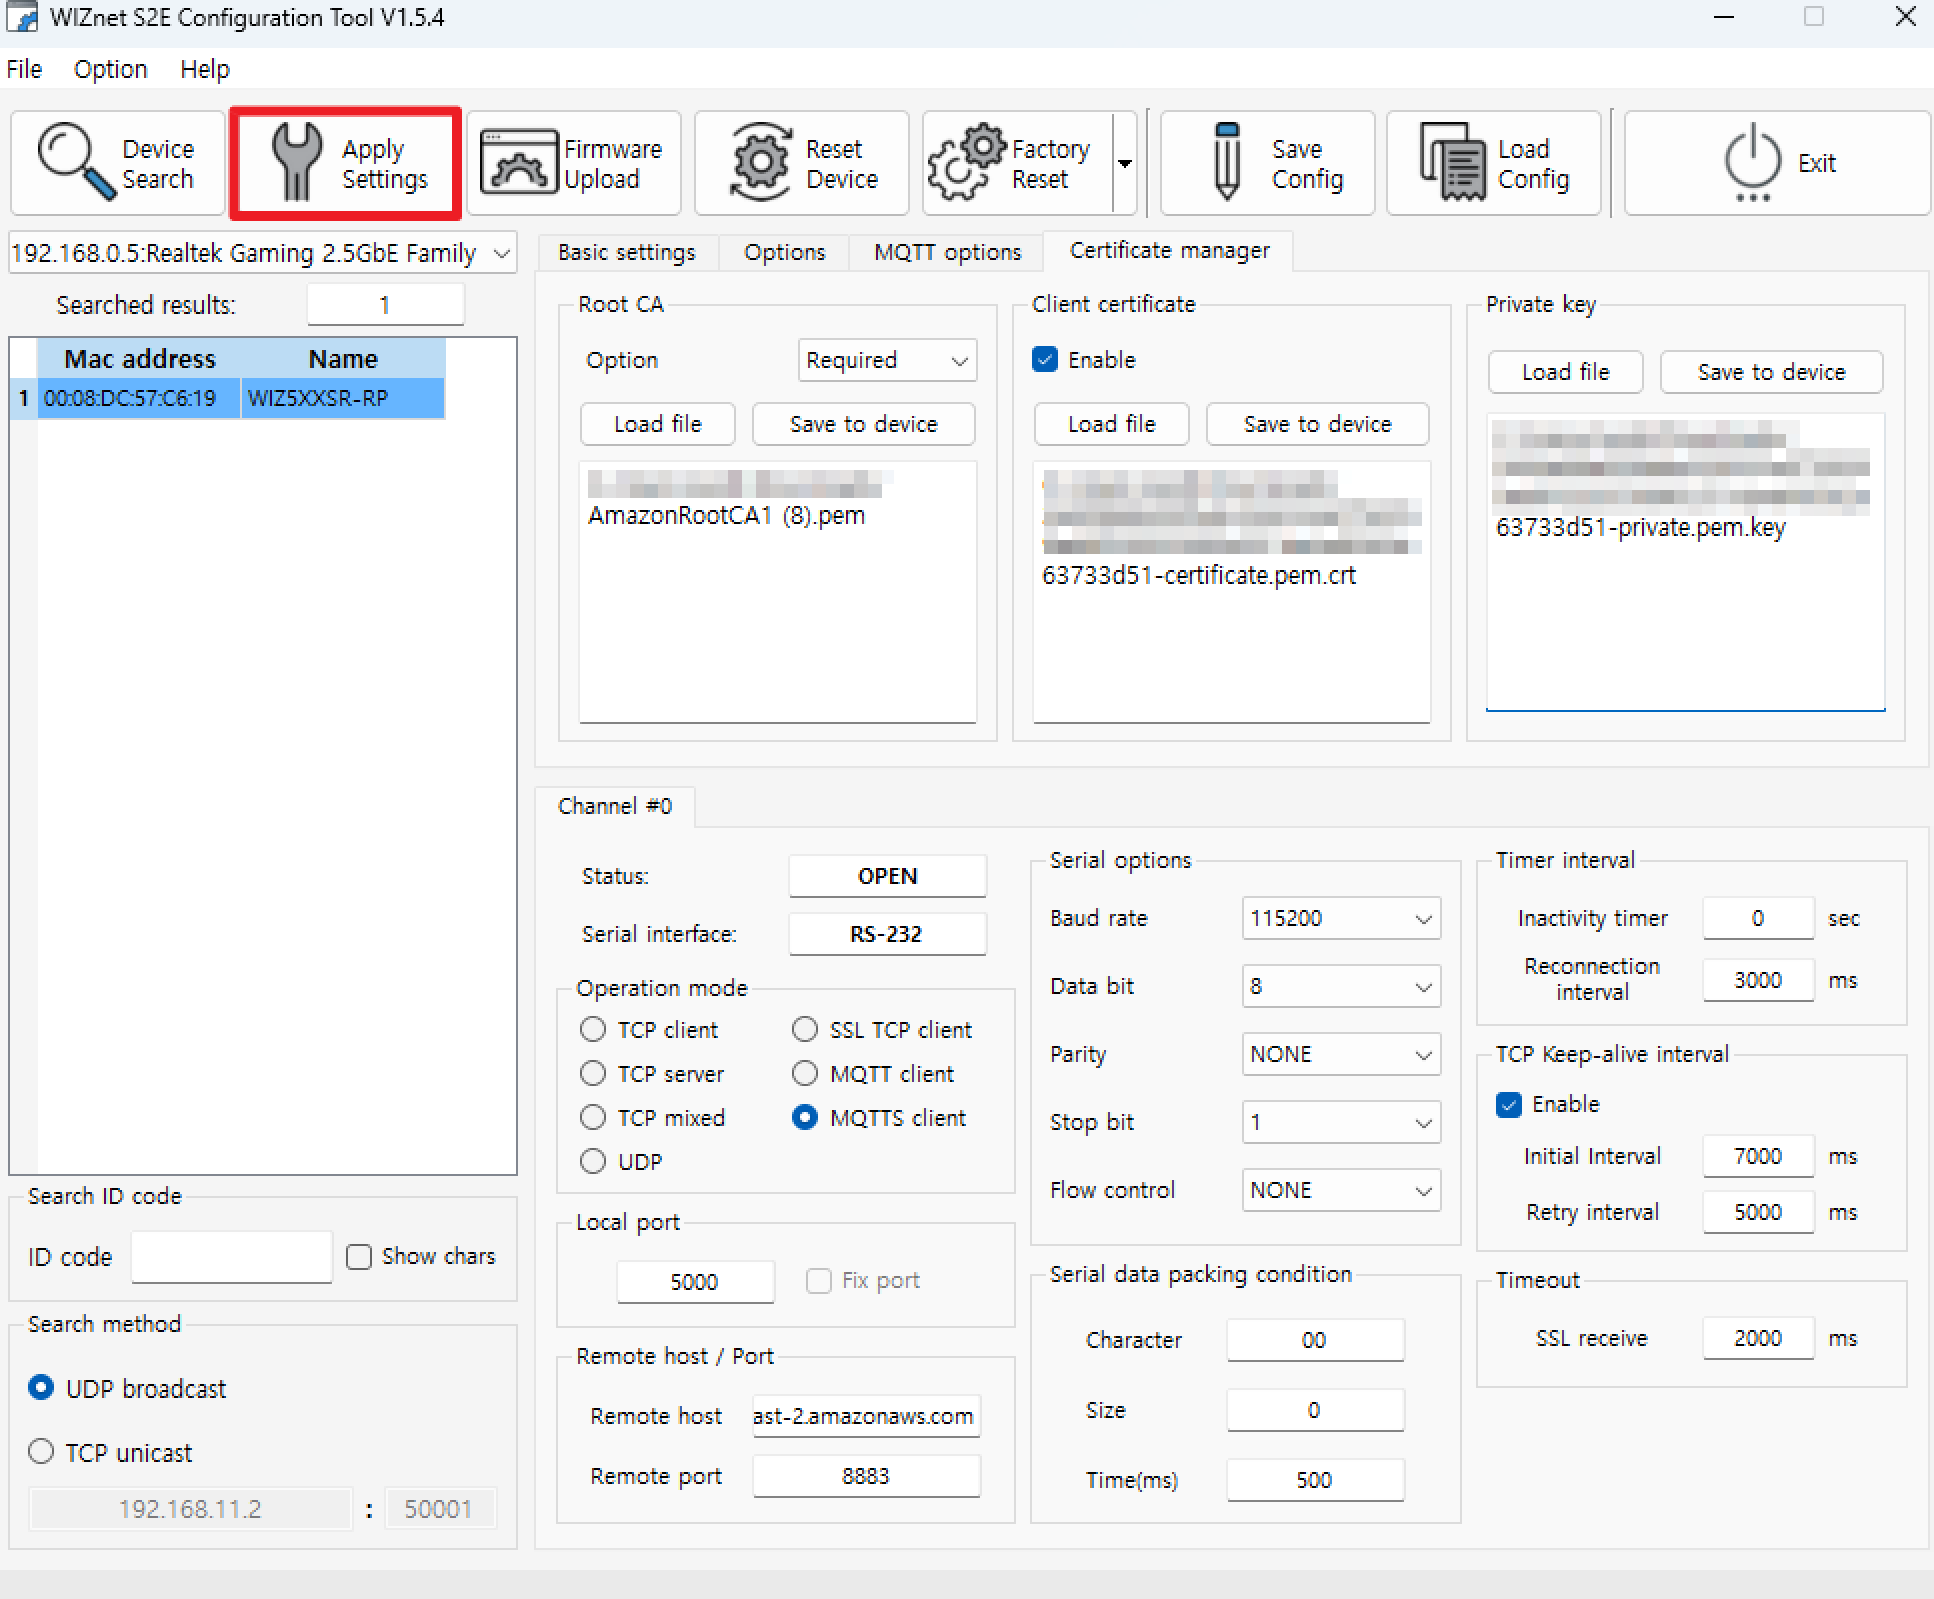 WIZnet S2E Configuration Tool V1.5.4
File Option Help
Device Search
Apply Settings
Firmware Upload
Reset Device
Factory Reset
Save Config
Load Config
Exit
192.168.0.5:Realtek Gaming 2.5GbE Family
Searched results: 1
Mac address Name
1 00:08:DC:57:C6:19 WIZ5XXSR-RP
Search ID code
ID code Show chars
Search method
UDP broadcast
TCP unicast
192.168.11.2 : 50001
Basic settings Options MQTT options Certificate manager
Root CA
Option Required
Load file Save to device
AmazonRootCA1 (8).pem
Client certificate
Enable
Load file Save to device
63733d51-certificate.pem.crt
Private key
Load file Save to device
63733d51-private.pem.key
Channel #0
Status: OPEN
Serial interface: RS-232
Operation mode
TCP client SSL TCP client
TCP server MQTT client
TCP mixed MQTTS client
UDP
Local port
5000 Fix port
Remote host / Port
Remote host ast-2.amazonaws.com
Remote port 8883
Serial options
Baud rate 115200
Data bit 8
Parity NONE
Stop bit 1
Flow control NONE
Serial data packing condition
Character 00
Size 0
Time(ms) 500
Timer interval
Inactivity timer 0 sec
Reconnection interval 3000 ms
TCP Keep-alive interval
Enable
Initial Interval 7000 ms
Retry interval 5000 ms
Timeout
SSL receive 2000 ms